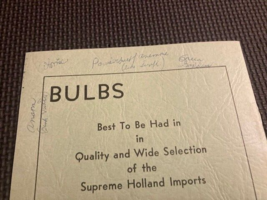 BULBS
Best To Be Had in
in
Quality and Wide Selection
of the
Supreme Holland Imports